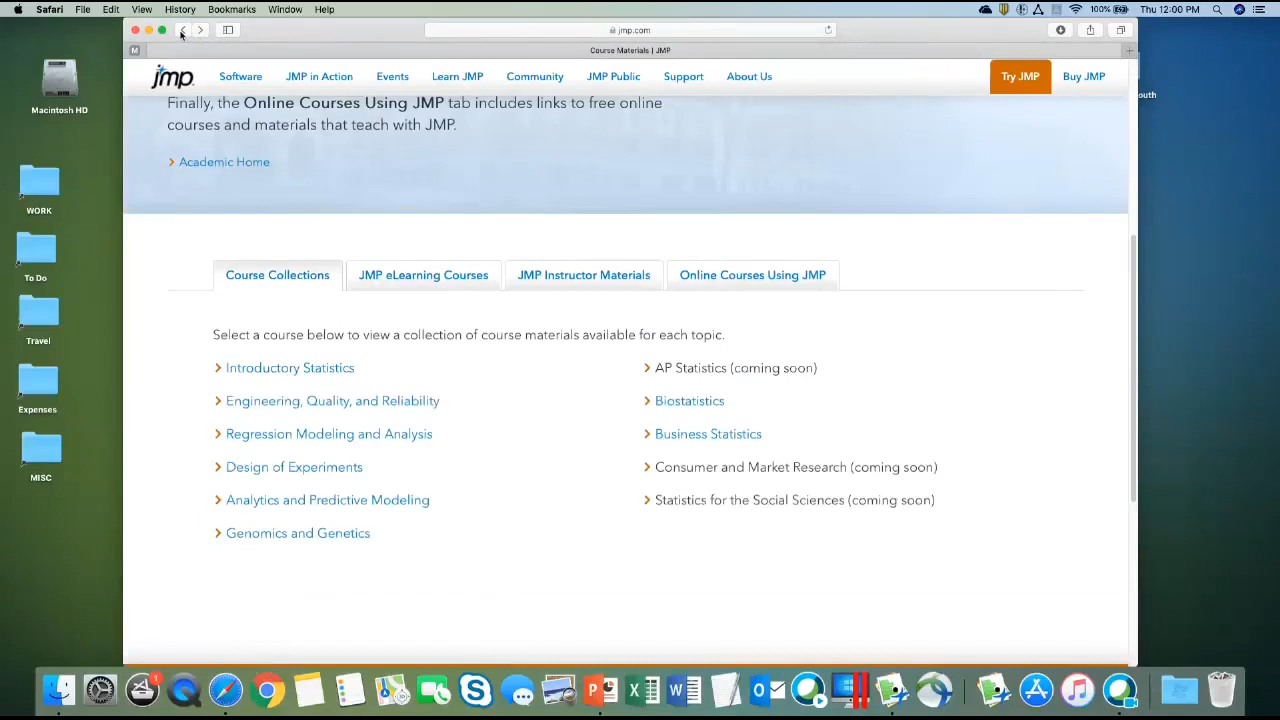 Safari File Edit View History Bookmarks Window Help
100% Thu 12:00 PM
jmp.com
M
Course Materials | JMP
Macintosh HD
WORK
To Do
Travel
Expenses
MISC
outh
jmp Software JMP in Action Events Learn JMP Community JMP Public Support About Us Try JMP Buy JMP
Finally, the Online Courses Using JMP tab includes links to free online
courses and materials that teach with JMP.
Academic Home
Course Collections JMP eLearning Courses JMP Instructor Materials Online Courses Using JMP
Select a course below to view a collection of course materials available for each topic.
Introductory Statistics
Engineering, Quality, and Reliability
Regression Modeling and Analysis
Design of Experiments
Analytics and Predictive Modeling
Genomics and Genetics
AP Statistics (coming soon)
Biostatistics
Business Statistics
Consumer and Market Research (coming soon)
Statistics for the Social Sciences (coming soon)
1